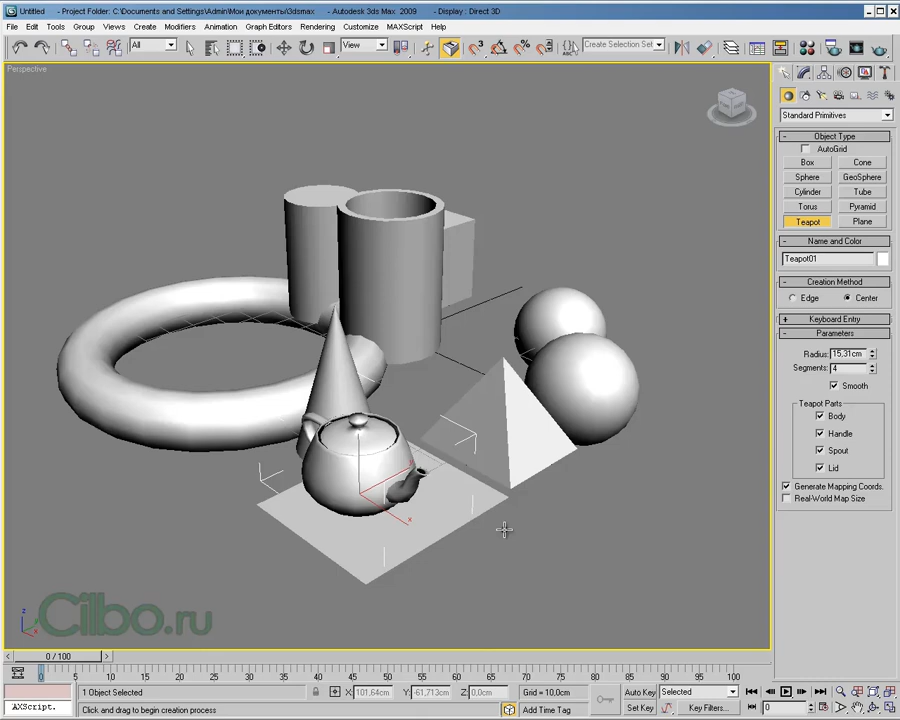 Untitled - Project Folder: C:\Documents and Settings\Admin\Мои документы\3dsmax - Autodesk 3ds Max 2009 - Display : Direct 3D
File Edit Tools Group Views Create Modifiers Animation Graph Editors Rendering Customize MAXScript Help
All View Create Selection Set
Perspective
Standard Primitives
- Object Type
AutoGrid
Box Cone
Sphere GeoSphere
Cylinder Tube
Torus Pyramid
Teapot Plane
- Name and Color
Teapot01
- Creation Method
Edge Center
+ Keyboard Entry
- Parameters
Radius: 15,31cm
Segments: 4
Smooth
Teapot Parts
Body
Handle
Spout
Lid
Generate Mapping Coords.
Real-World Map Size
x
z
x
Cilbo.ru
< 0 / 100 >
0 5 10 15 20 25 30 35 40 45 50 55 60 65 70 75 80 85 90 95 100
1 Object Selected X: 101,64cm Y: -61,713cm Z: 0,0cm Grid = 10,0cm Auto Key Selected
'AXScript. Click and drag to begin creation process Add Time Tag Set Key Key Filters... 0